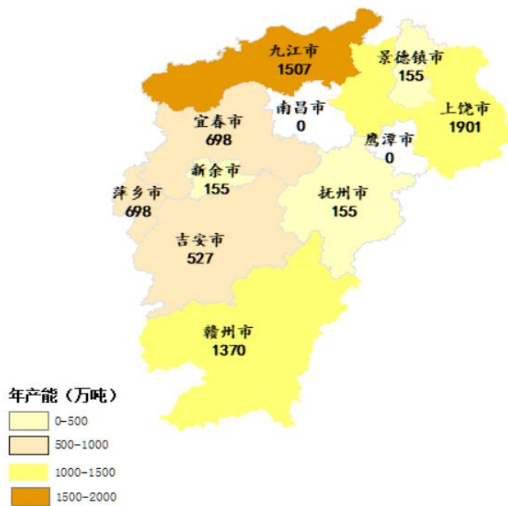 九江市
1507
景德镇市
155
南昌市
0
上饶市
1901
宜春市
698
鹰潭市
0
新余市
155
萍乡市
698
抚州市
155
吉安市
527
赣州市
1370
年产能（万吨）
0-500
500-1000
1000-1500
1500-2000